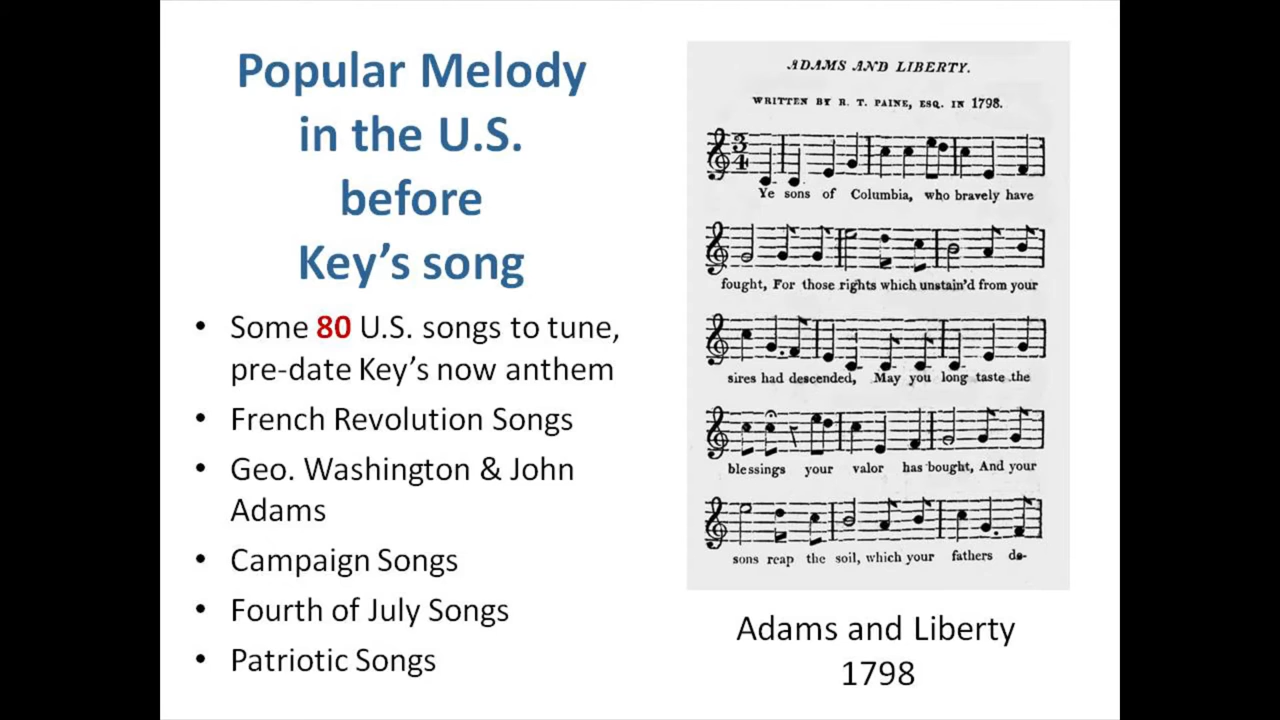 Popular Melody
in the U.S.
before
Key's song
• Some 80 U.S. songs to tune,
pre-date Key's now anthem
• French Revolution Songs
• Geo. Washington & John
Adams
• Campaign Songs
• Fourth of July Songs
• Patriotic Songs
ADAMS AND LIBERTY.
WRITTEN BY R. T. PAINE, ESQ. IN 1798.
3
4
Ye sons of Columbia, who bravely have
fought, For those rights which unstain'd from your
sires had descended, May you long taste the
blessings your valor has bought, And your
sons reap the soil, which your fathers de-
Adams and Liberty
1798